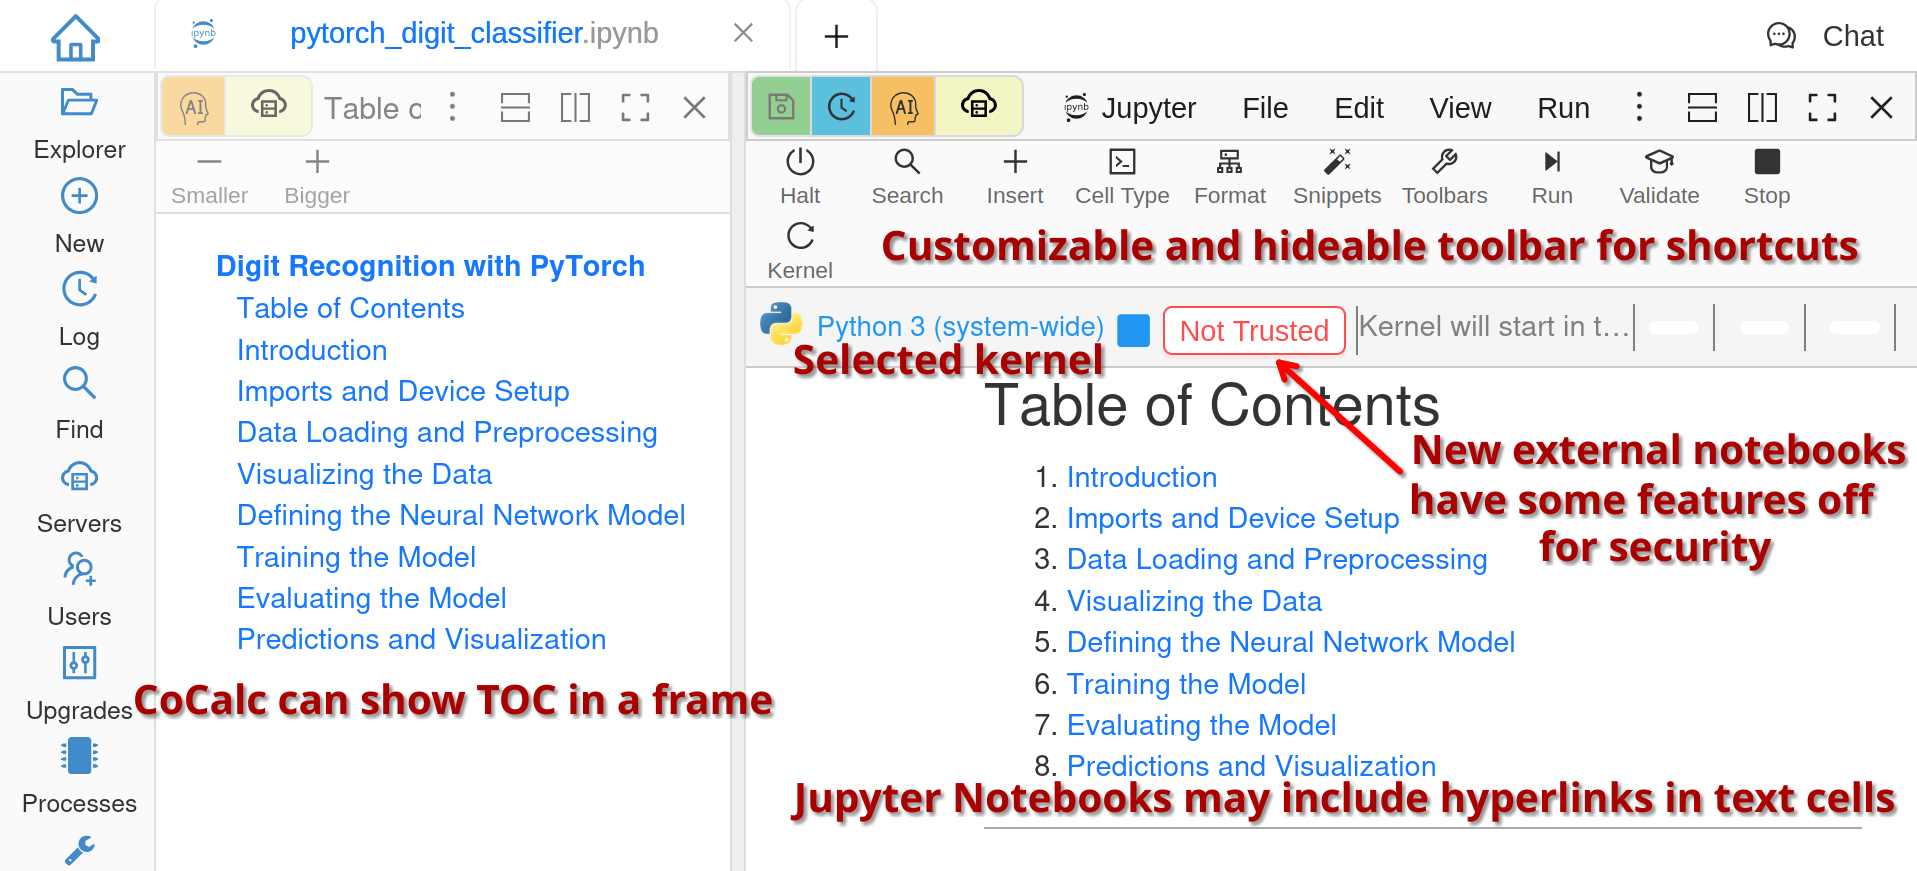 ipynb pytorch_digit_classifier.ipynb Chat
Explorer
New
Log
Find
Servers
Users
Upgrades
Processes
AI Table c
Smaller Bigger
Digit Recognition with PyTorch
Table of Contents
Introduction
Imports and Device Setup
Data Loading and Preprocessing
Visualizing the Data
Defining the Neural Network Model
Training the Model
Evaluating the Model
Predictions and Visualization
CoCalc can show TOC in a frame
AI ipynb Jupyter File Edit View Run
Halt Search Insert Cell Type Format Snippets Toolbars Run Validate Stop
Kernel
Customizable and hideable toolbar for shortcuts
Python 3 (system-wide) Not Trusted Kernel will start in t...
Selected kernel
Table of Contents
New external notebooks
have some features off
for security
1. Introduction
2. Imports and Device Setup
3. Data Loading and Preprocessing
4. Visualizing the Data
5. Defining the Neural Network Model
6. Training the Model
7. Evaluating the Model
8. Predictions and Visualization
Jupyter Notebooks may include hyperlinks in text cells